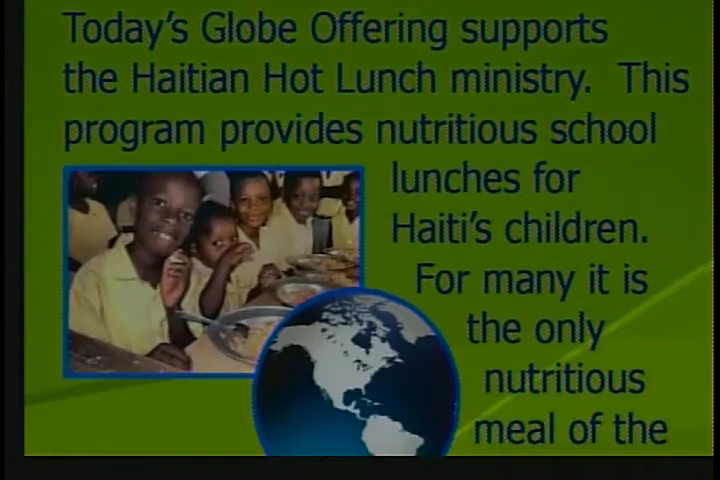 Today's Globe Offering supports
the Haitian Hot Lunch ministry.  This
program provides nutritious school
lunches for
Haiti's children.
For many it is
the only
nutritious
meal of the